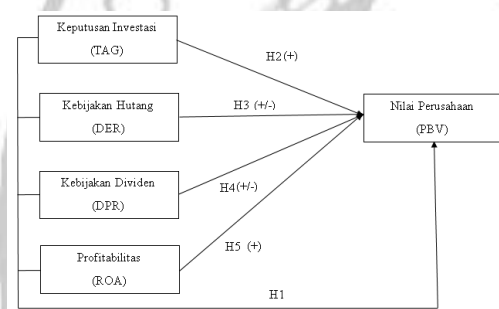 Keputusan Investasi
(TAG)
H2 (+)
Kebijakan Hutang
(DER)
H3 (+/-)
Nilai Perusahaan
(PBV)
Kebijakan Dividen
(DPR)
H4(+/-)
H5 (+)
Profitabilitas
(ROA)
H1